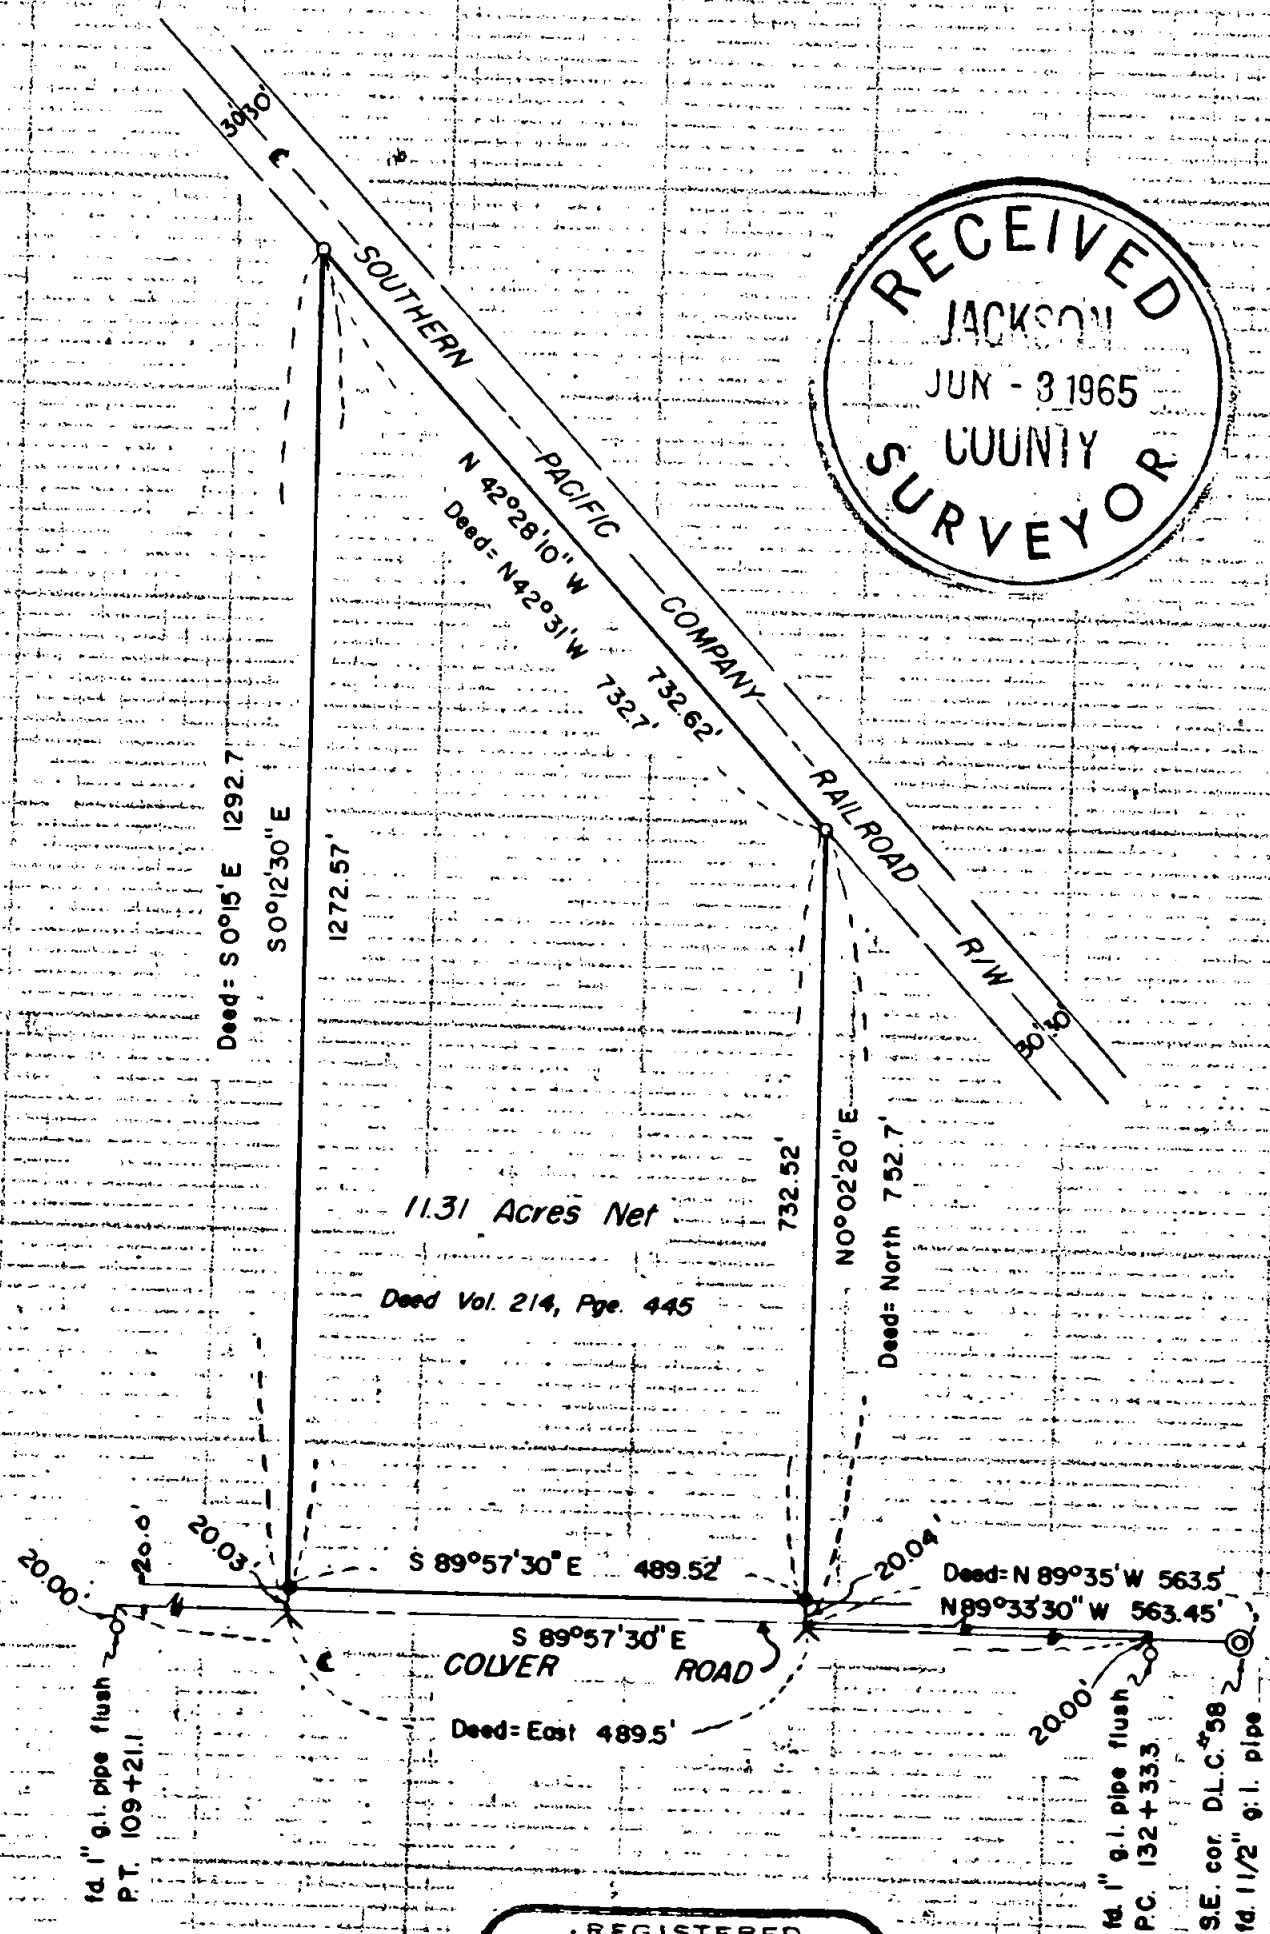 30' 30'
SOUTHERN PACIFIC COMPANY RAILROAD R/W
30' 30'
RECEIVED
JACKSON
JUN - 3 1965
COUNTY
SURVEYOR
N 42°28'10" W 732.62'
Deed= N42°31'W 732.7'
Deed= S 0°15'E 1292.7
S 0°12'30" E
1272.57'
732.52'
N0°02'20" E
Deed= North 752.7'
11.31 Acres Net
Deed Vol. 214, Pge. 445
20.00'
20.0'
20.03'
S 89°57'30" E 489.52'
20.04'
Deed= N 89°35' W 563.5'
N89°33'30" W 563.45'
S 89°57'30" E
COLVER ROAD
Deed= East 489.5'
20.00'
fd. 1" g.i. pipe flush
P.T. 109+21.1
fd. 1" g.i. pipe flush
P.C. 132+33.3
S.E. cor. D.L.C. #58
fd. 1 1/2" g.i. pipe
REGISTERED